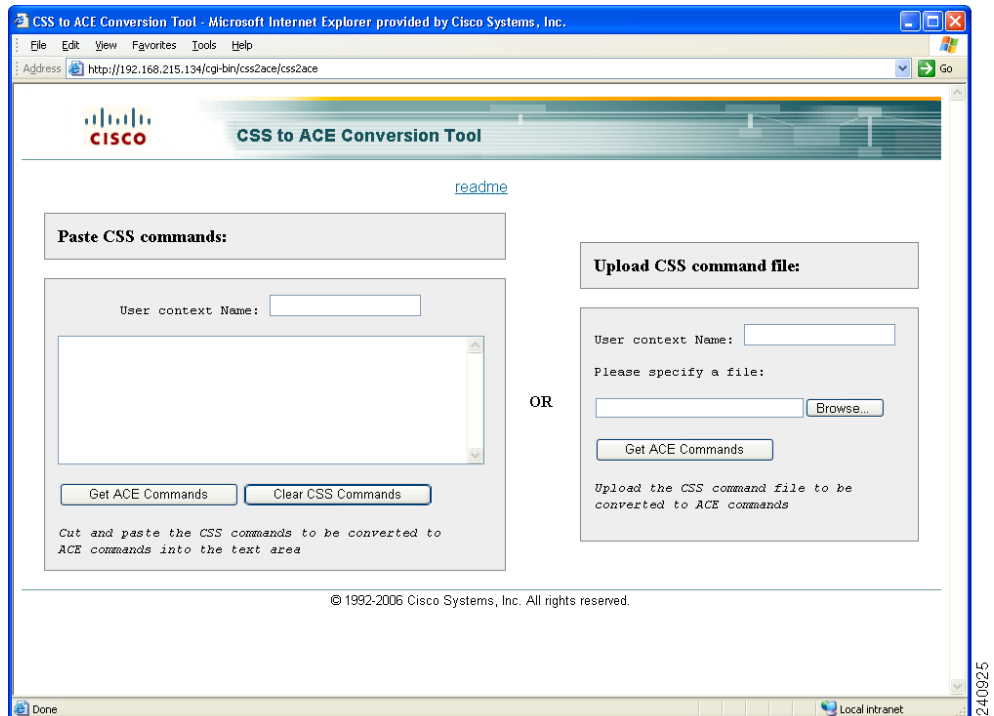 CSS to ACE Conversion Tool - Microsoft Internet Explorer provided by Cisco Systems, Inc.
File Edit View Favorites Tools Help
Address http://192.168.215.134/cgi-bin/css2ace/css2ace Go
CISCO
CSS to ACE Conversion Tool
readme
Paste CSS commands:
User context Name:
Get ACE Commands Clear CSS Commands
Cut and paste the CSS commands to be converted to
ACE commands into the text area
OR
Upload CSS command file:
User context Name:
Please specify a file:
Browse...
Get ACE Commands
Upload the CSS command file to be
converted to ACE commands
© 1992-2006 Cisco Systems, Inc. All rights reserved.
Done Local intranet
240925